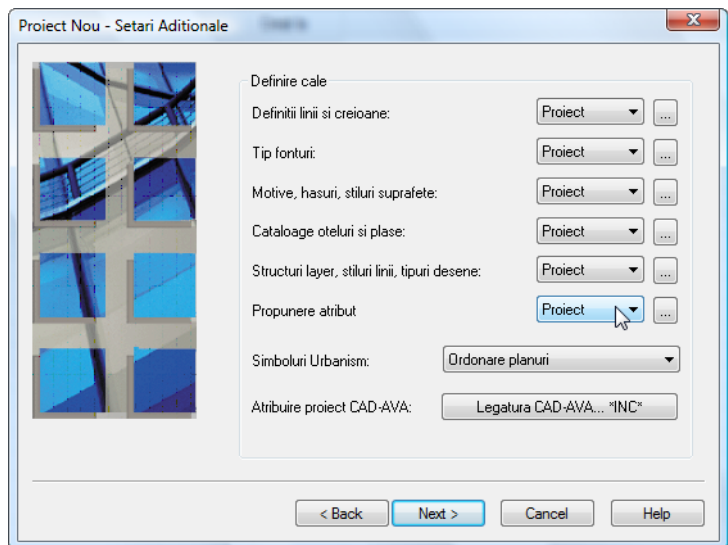 Proiect Nou - Setari Aditionale
Definire cale
Definitii linii si creioane: Proiect ...
Tip fonturi: Proiect ...
Motive, hasuri, stiluri suprafete: Proiect ...
Cataloage oteluri si plase: Proiect ...
Structuri layer, stiluri linii, tipuri desene: Proiect ...
Propunere atribut Proiect ...
Simboluri Urbanism: Ordonare planuri
Atribuire proiect CAD-AVA: Legatura CAD-AVA... *INC*
< Back Next > Cancel Help